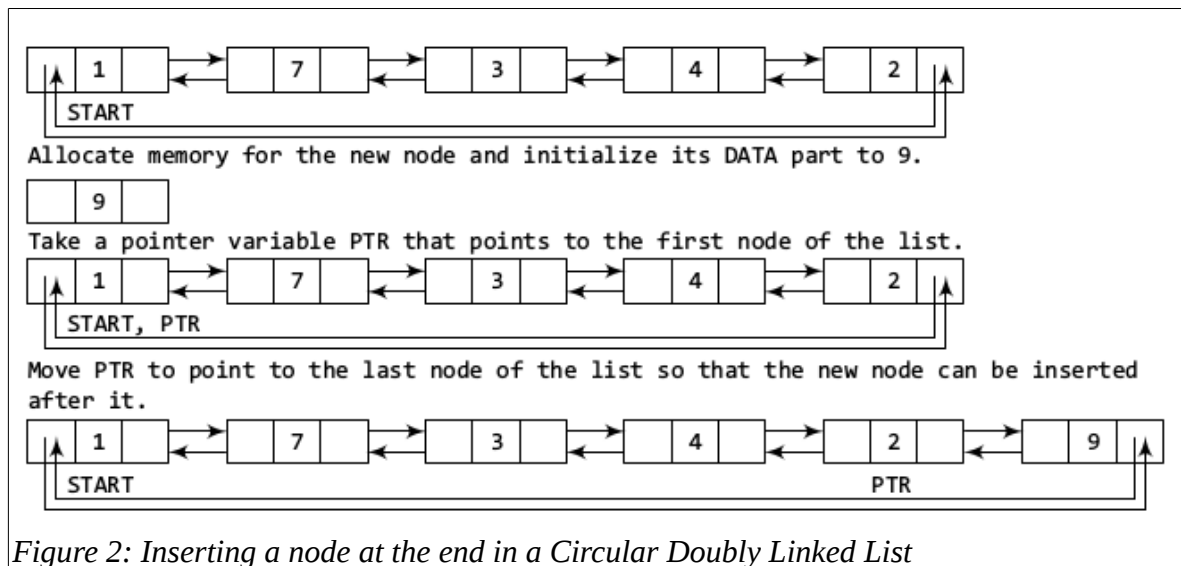 1 7 3 4 2
START
Allocate memory for the new node and initialize its DATA part to 9.
9
Take a pointer variable PTR that points to the first node of the list.
1 7 3 4 2
START, PTR
Move PTR to point to the last node of the list so that the new node can be inserted
after it.
1 7 3 4 2 9
START PTR
Figure 2: Inserting a node at the end in a Circular Doubly Linked List